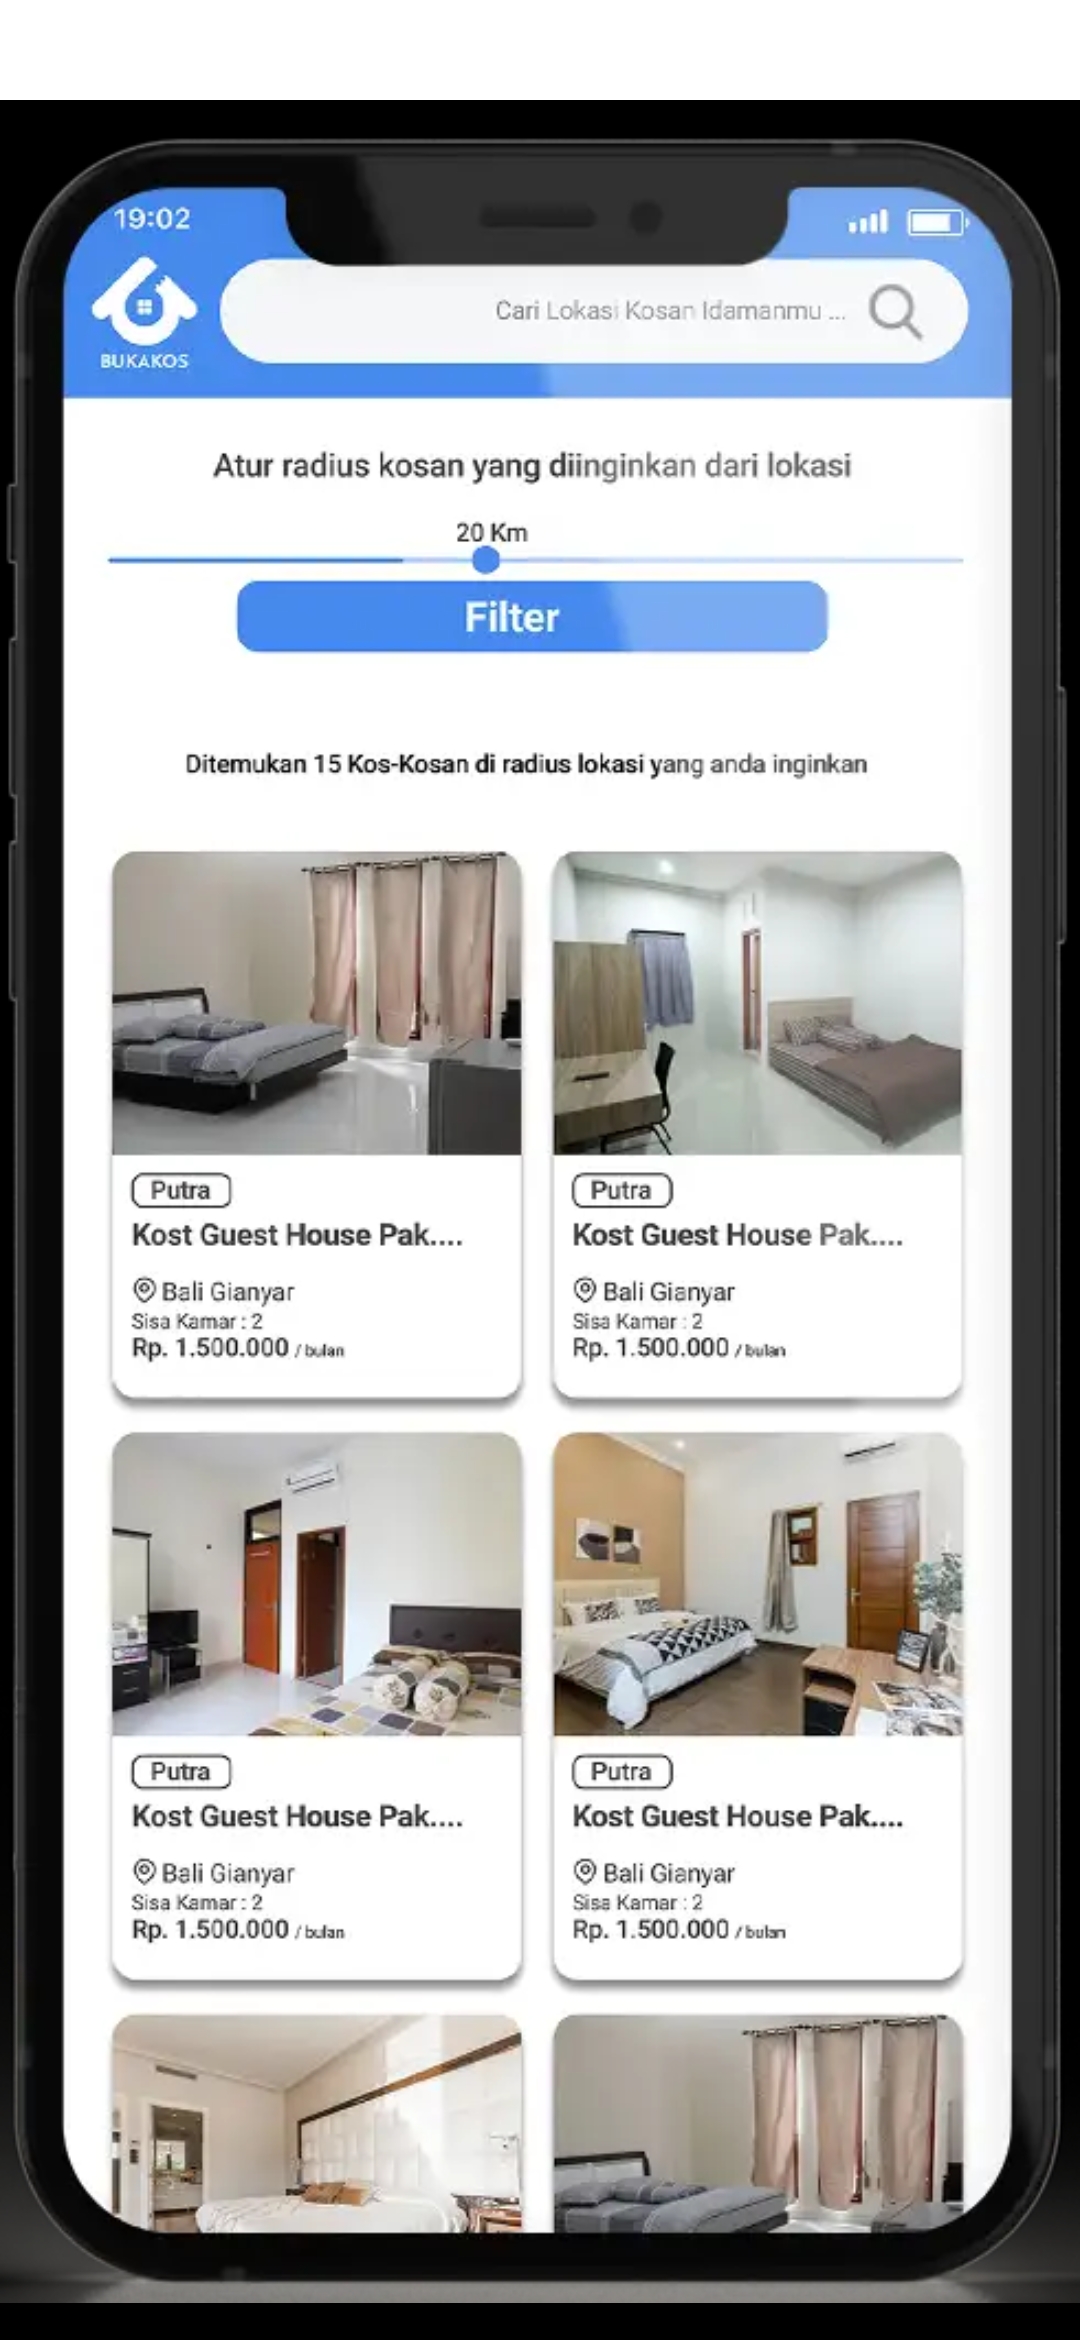 19:02
BUKAKOS
Cari Lokasi Kosan Idamanmu ...
Atur radius kosan yang diinginkan dari lokasi
20 Km
Filter
Ditemukan 15 Kos-Kosan di radius lokasi yang anda inginkan
Putra
Kost Guest House Pak....
Bali Gianyar
Sisa Kamar : 2
Rp. 1.500.000 / bulan
Putra
Kost Guest House Pak....
Bali Gianyar
Sisa Kamar : 2
Rp. 1.500.000 / bulan
Putra
Kost Guest House Pak....
Bali Gianyar
Sisa Kamar : 2
Rp. 1.500.000 / bulan
Putra
Kost Guest House Pak....
Bali Gianyar
Sisa Kamar : 2
Rp. 1.500.000 / bulan